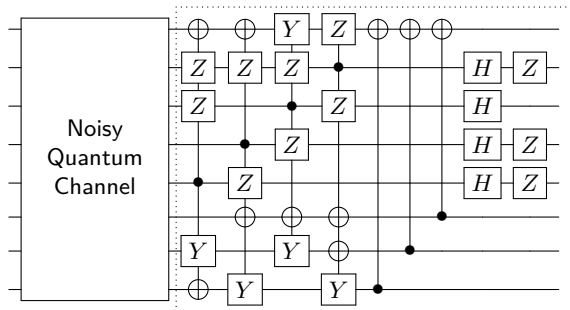 Y Z
Z Z Z H Z
Z Z H
Noisy
Z H Z
Quantum
Channel
Z H Z
Y Y
Y Y